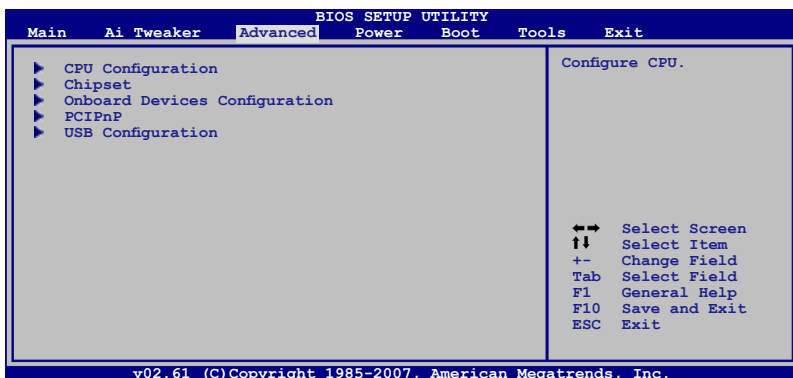 BIOS SETUP UTILITY
Main Ai Tweaker Advanced Power Boot Tools Exit
CPU Configuration
Chipset
Onboard Devices Configuration
PCIPnP
USB Configuration
Configure CPU.
←→ Select Screen
↑↓ Select Item
+- Change Field
Tab Select Field
F1 General Help
F10 Save and Exit
ESC Exit
v02.61 (C)Copyright 1985-2007, American Megatrends, Inc.